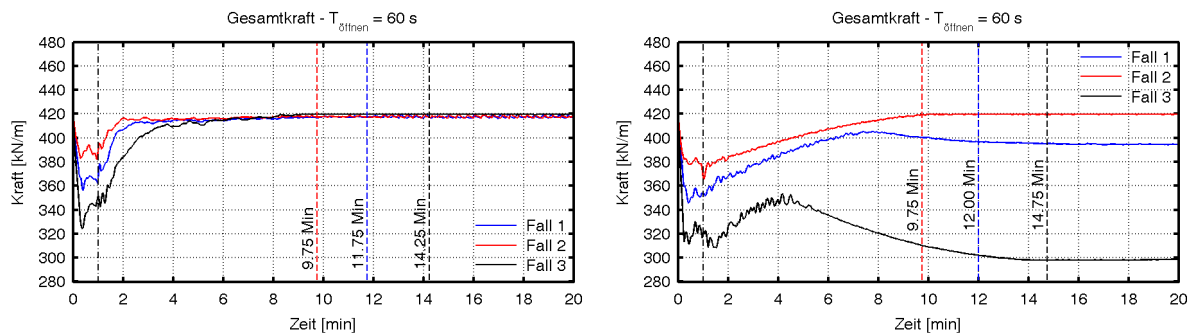 Gesamtkraft - Töffnen = 60 s
Kraft [kN/m]
480
460
440
420
400
380
360
340
320
300
280
0 2 4 6 8 10 12 14 16 18 20
Zeit [min]
9.75 Min
11.75 Min
14.25 Min
Fall 1
Fall 2
Fall 3
Gesamtkraft - Töffnen = 60 s
Kraft [kN/m]
480
460
440
420
400
380
360
340
320
300
280
0 2 4 6 8 10 12 14 16 18 20
Zeit [min]
9.75 Min
12.00 Min
14.75 Min
Fall 1
Fall 2
Fall 3